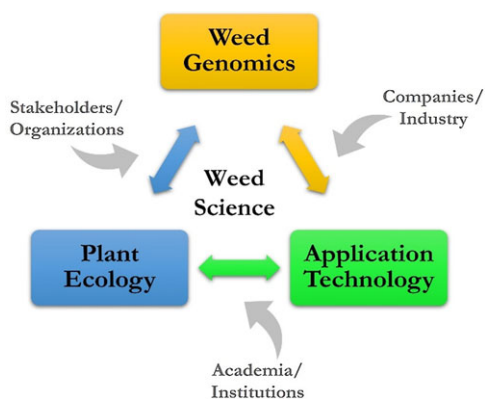 Weed
Genomics
Stakeholders/
Organizations
Companies/
Industry
Weed
Science
Plant
Ecology
Application
Technology
Academia/
Institutions